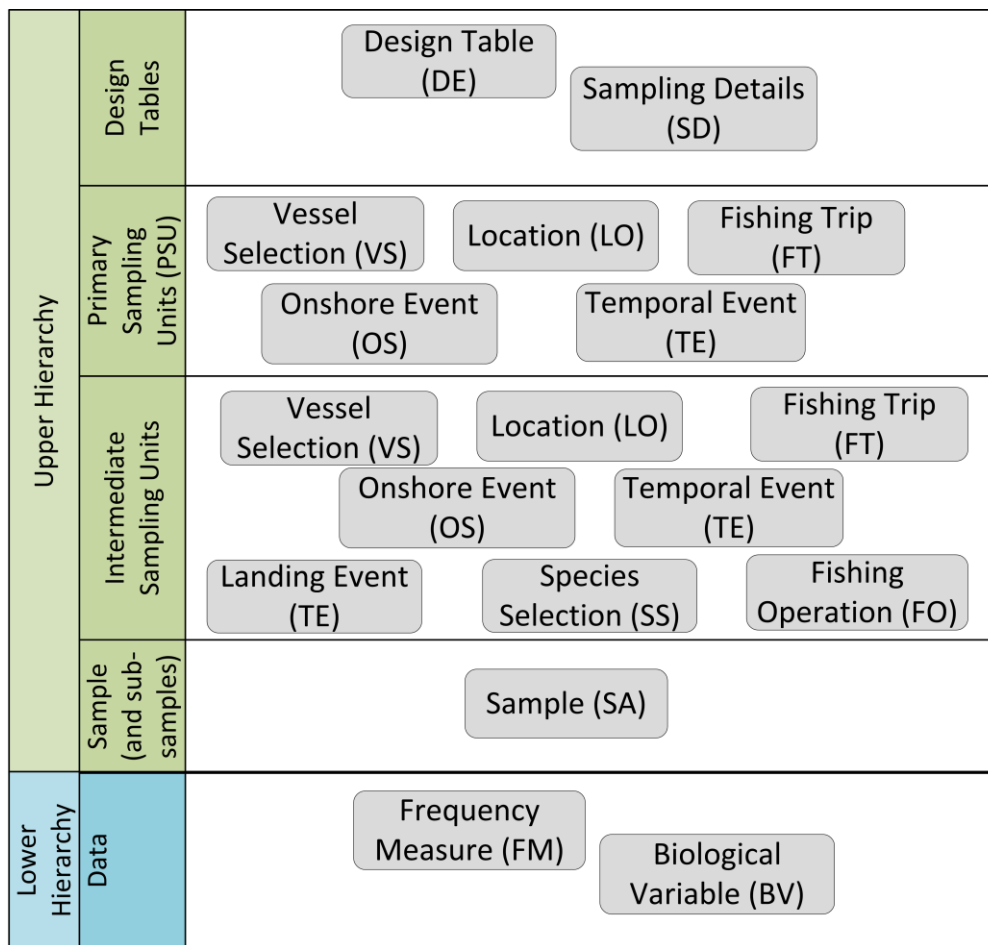 Upper Hierarchy
Design
Tables
Design Table
(DE)
Sampling Details
(SD)
Primary
Sampling
Units (PSU)
Vessel
Selection (VS)
Location (LO)
Fishing Trip
(FT)
Onshore Event
(OS)
Temporal Event
(TE)
Intermediate
Sampling Units
Vessel
Selection (VS)
Location (LO)
Fishing Trip
(FT)
Onshore Event
(OS)
Temporal Event
(TE)
Landing Event
(TE)
Species
Selection (SS)
Fishing
Operation (FO)
Sample
(and sub-
samples)
Sample (SA)
Lower
Hierarchy
Data
Frequency
Measure (FM)
Biological
Variable (BV)